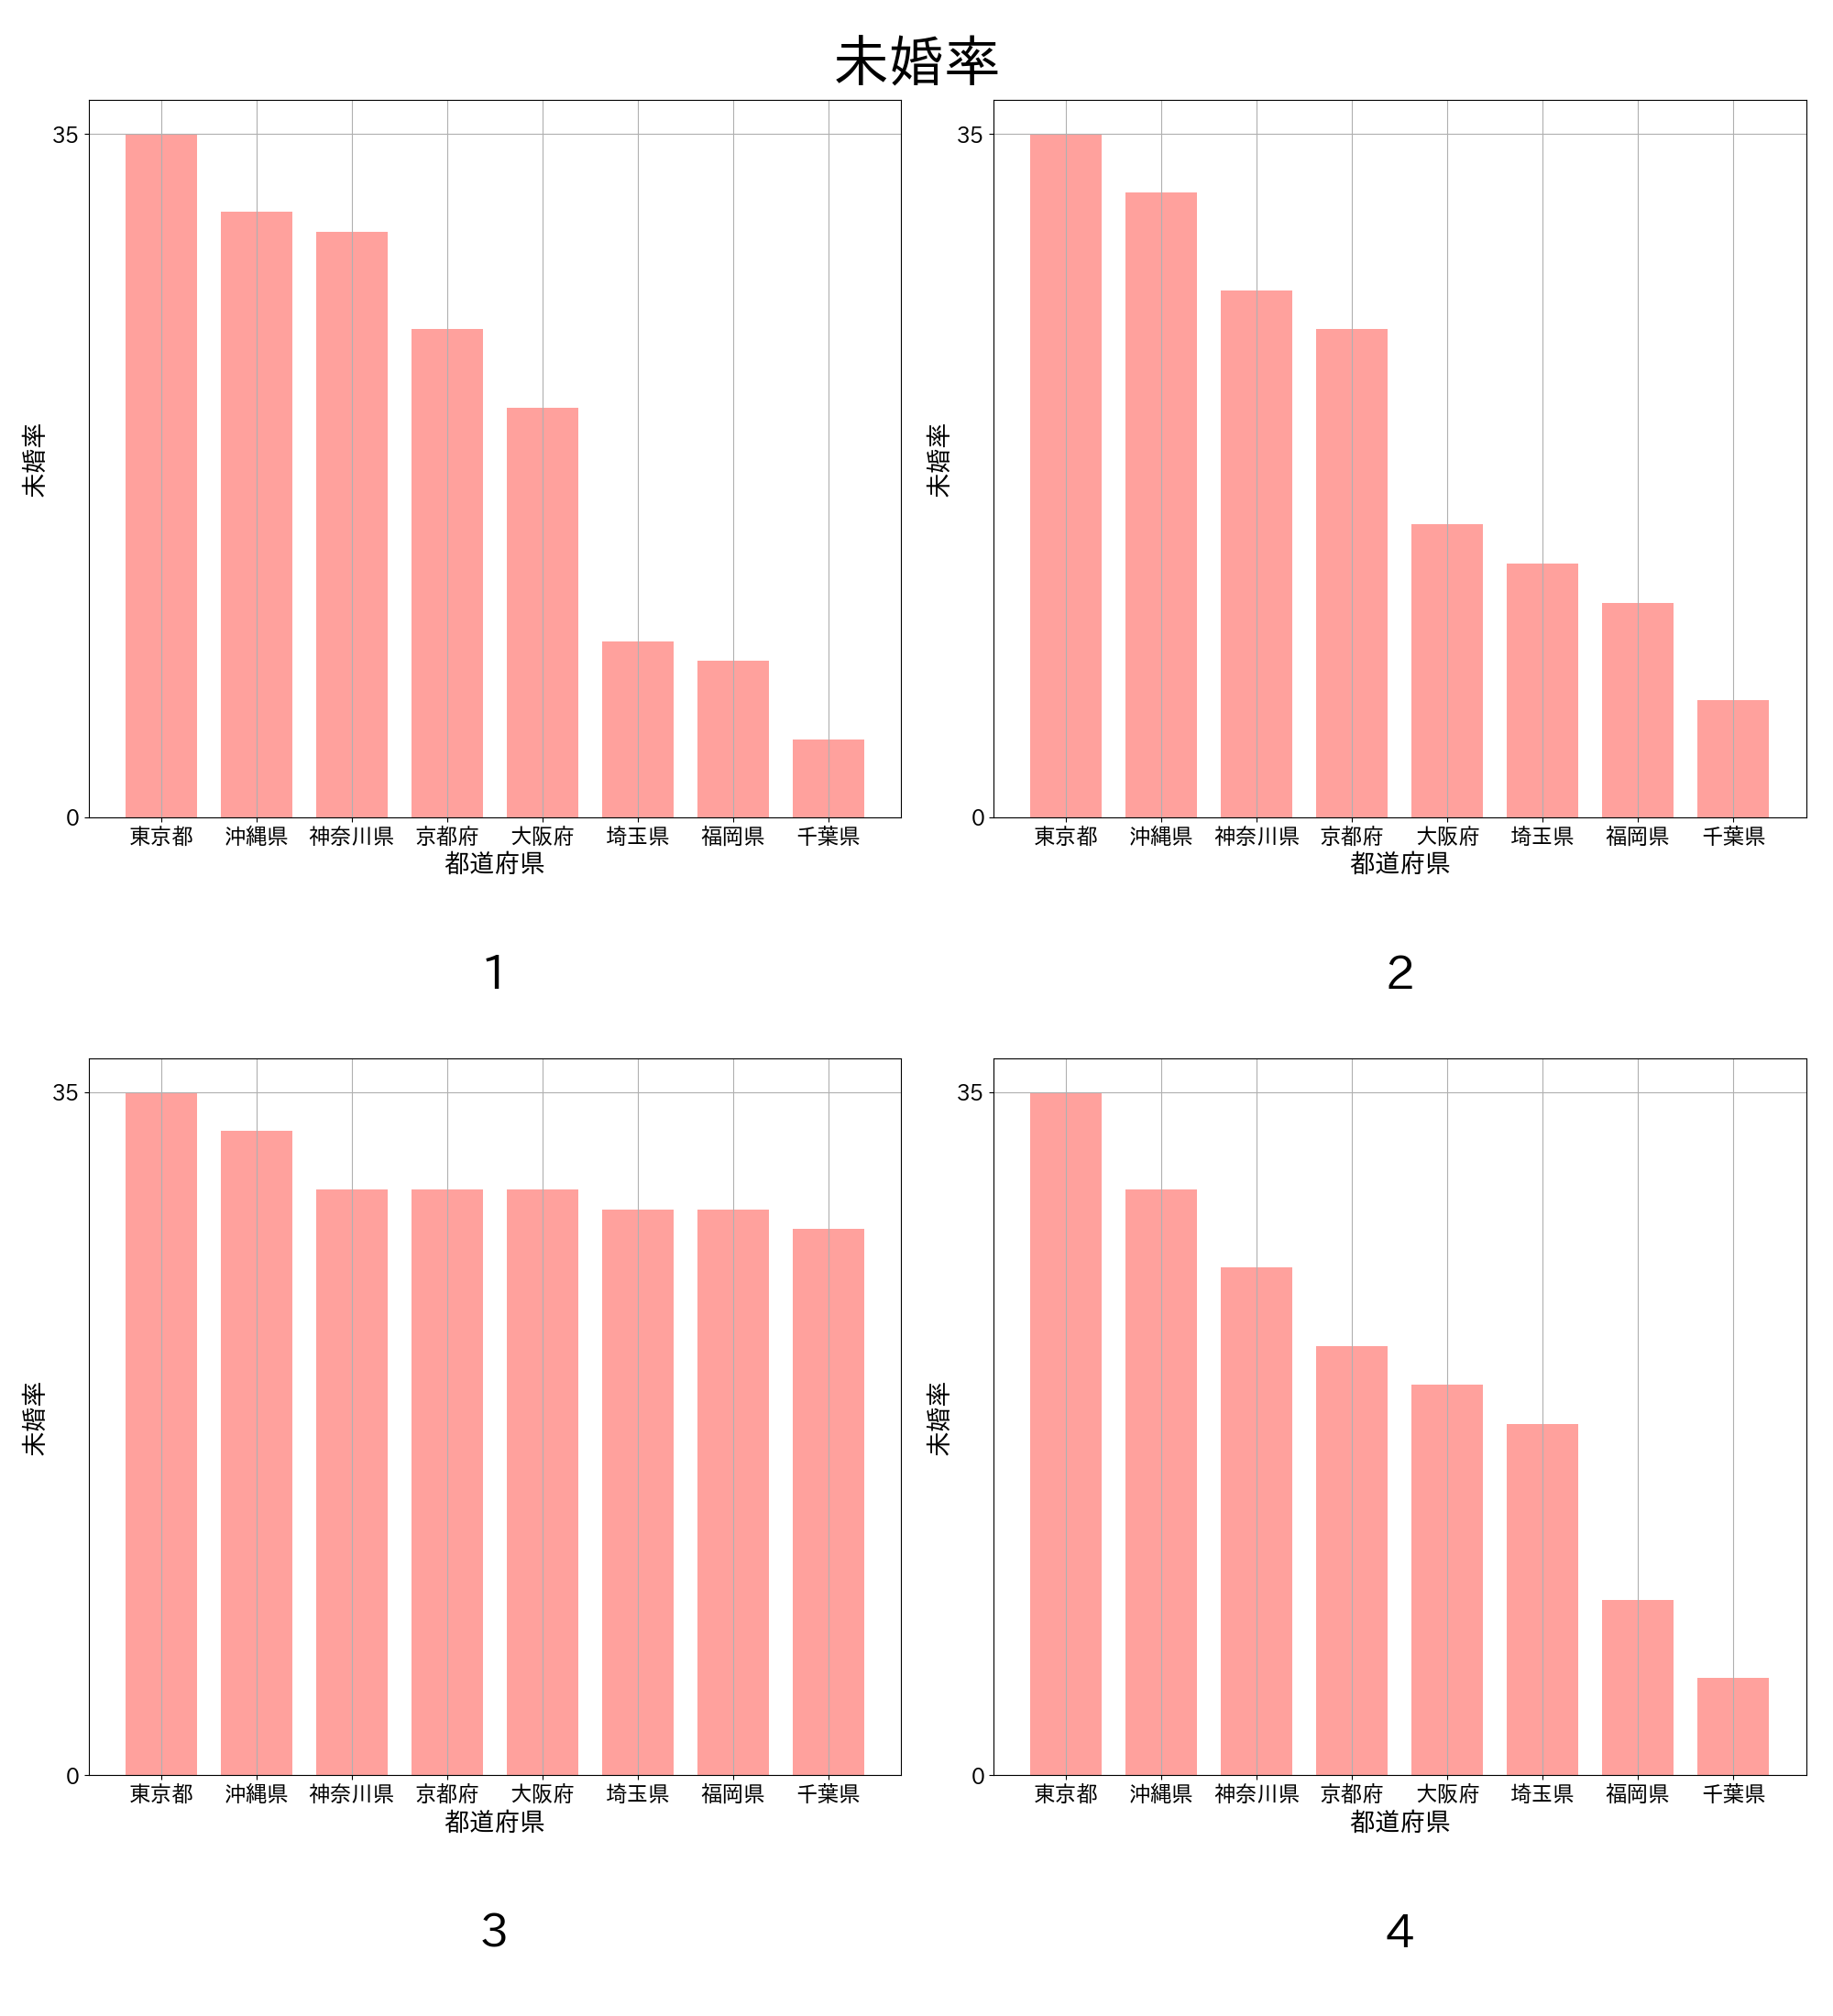 未婚率
35
0
未婚率
東京都 沖縄県 神奈川県 京都府 大阪府 埼玉県 福岡県 千葉県
都道府県
1
35
0
未婚率
東京都 沖縄県 神奈川県 京都府 大阪府 埼玉県 福岡県 千葉県
都道府県
2
35
0
未婚率
東京都 沖縄県 神奈川県 京都府 大阪府 埼玉県 福岡県 千葉県
都道府県
3
35
0
未婚率
東京都 沖縄県 神奈川県 京都府 大阪府 埼玉県 福岡県 千葉県
都道府県
4